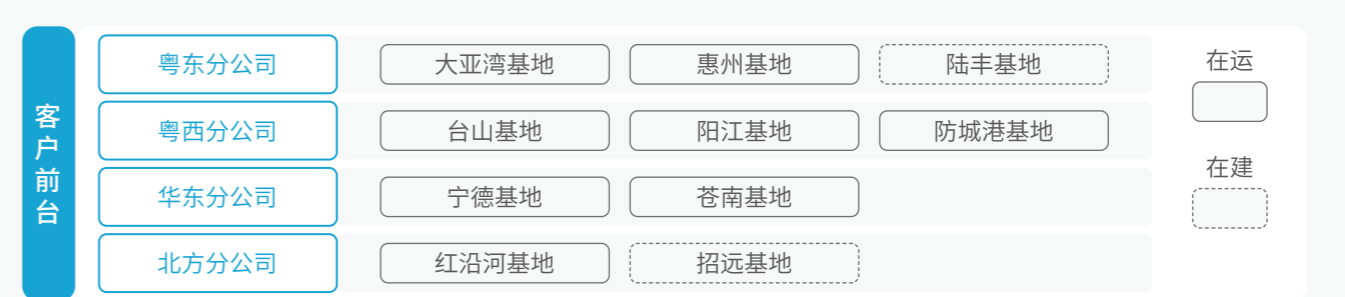 客户前台
粤东分公司 大亚湾基地 惠州基地 陆丰基地
粤西分公司 台山基地 阳江基地 防城港基地
华东分公司 宁德基地 苍南基地
北方分公司 红沿河基地 招远基地
在运
在建